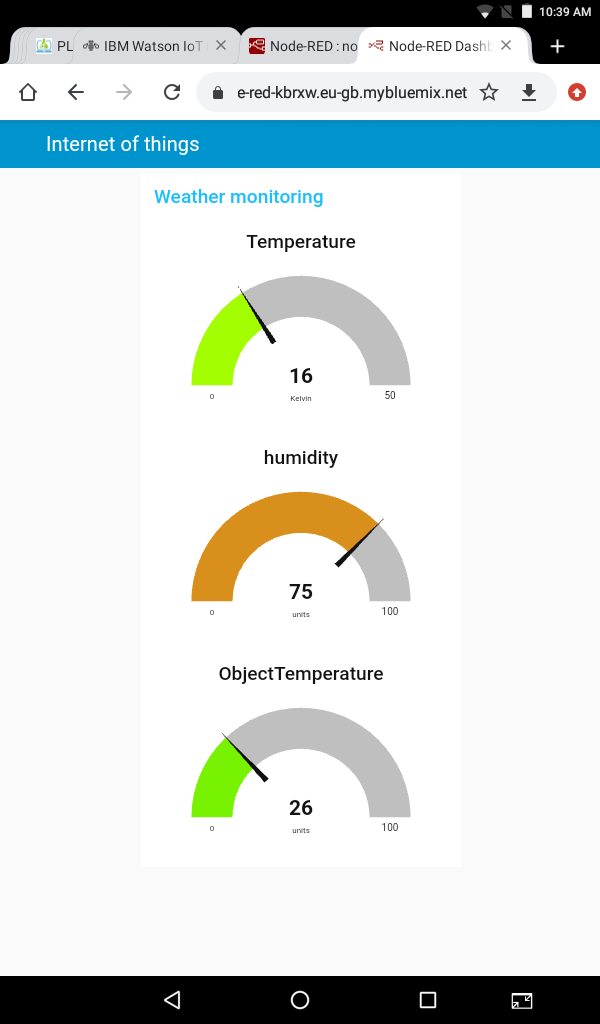 10:39 AM
PL
IBM Watson IoT
Node-RED : no
Node-RED Dashb
e-red-kbrxw.eu-gb.mybluemix.net
Internet of things
Weather monitoring
Temperature
16
0 Kelvin 50
humidity
75
0 units 100
ObjectTemperature
26
0 units 100